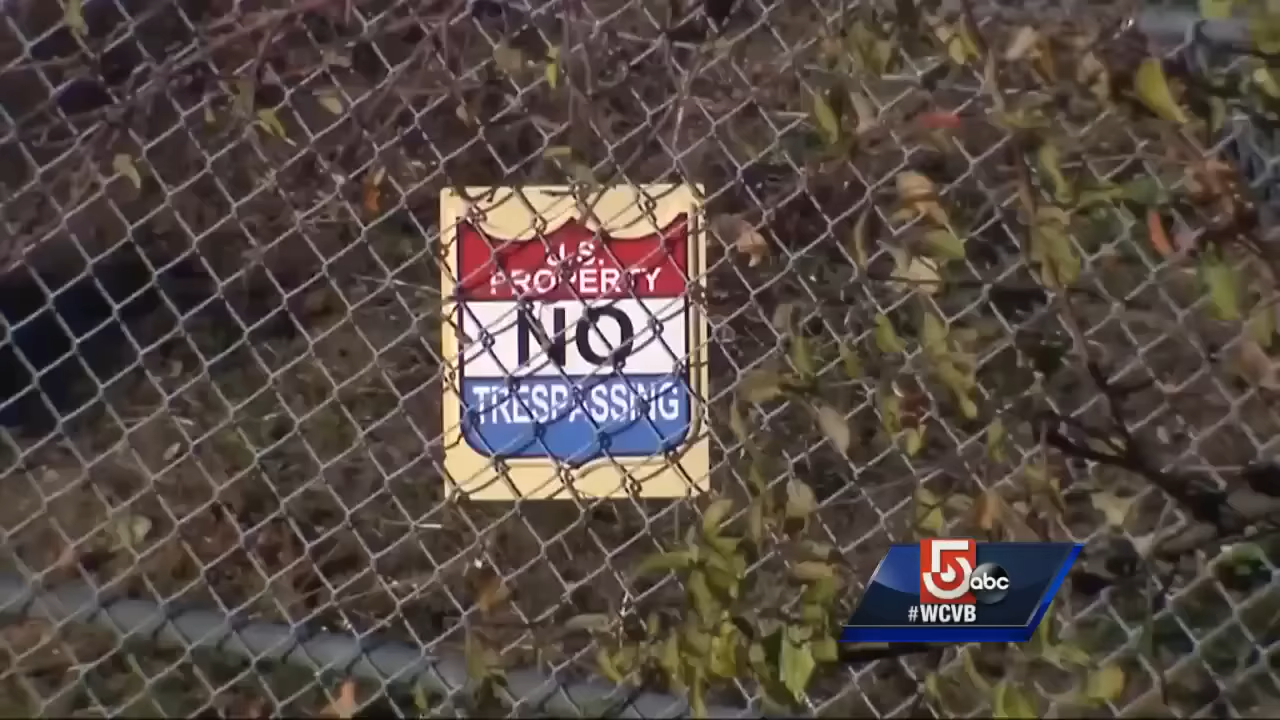 U.S.
PROPERTY
NO
TRESPASSING
5 abc
#WCVB